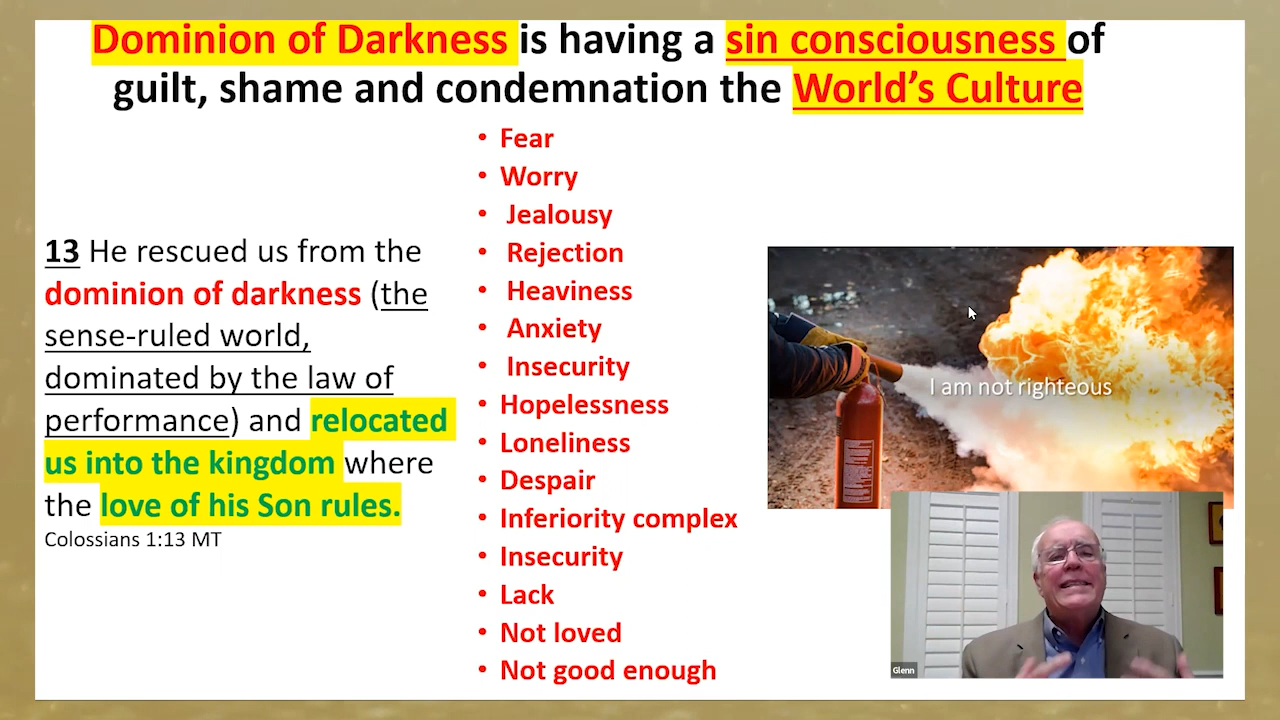 Dominion of Darkness is having a sin consciousness of
guilt, shame and condemnation the World’s Culture
13 He rescued us from the
dominion of darkness (the
sense-ruled world,
dominated by the law of
performance) and relocated
us into the kingdom where
the love of his Son rules.
Colossians 1:13 MT
• Fear
• Worry
• Jealousy
• Rejection
• Heaviness
• Anxiety
• Insecurity
• Hopelessness
• Loneliness
• Despair
• Inferiority complex
• Insecurity
• Lack
• Not loved
• Not good enough
I am not righteous
Glenn